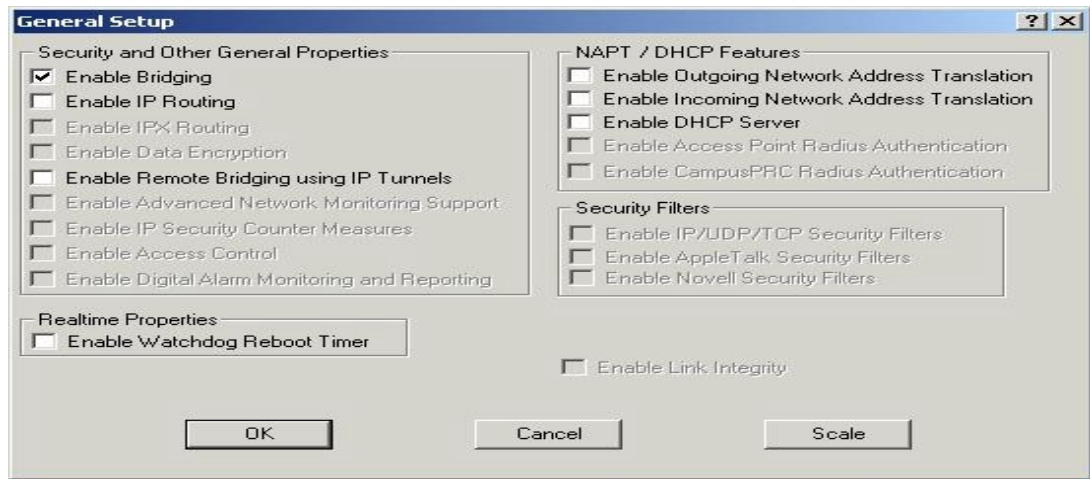 General Setup
Security and Other General Properties
Enable Bridging
Enable IP Routing
Enable IPX Routing
Enable Data Encryption
Enable Remote Bridging using IP Tunnels
Enable Advanced Network Monitoring Support
Enable IP Security Counter Measures
Enable Access Control
Enable Digital Alarm Monitoring and Reporting
Realtime Properties
Enable Watchdog Reboot Timer
NAPT / DHCP Features
Enable Outgoing Network Address Translation
Enable Incoming Network Address Translation
Enable DHCP Server
Enable Access Point Radius Authentication
Enable CampusPRC Radius Authentication
Security Filters
Enable IP/UDP/TCP Security Filters
Enable AppleTalk Security Filters
Enable Novell Security Filters
Enable Link Integrity
OK
Cancel
Scale